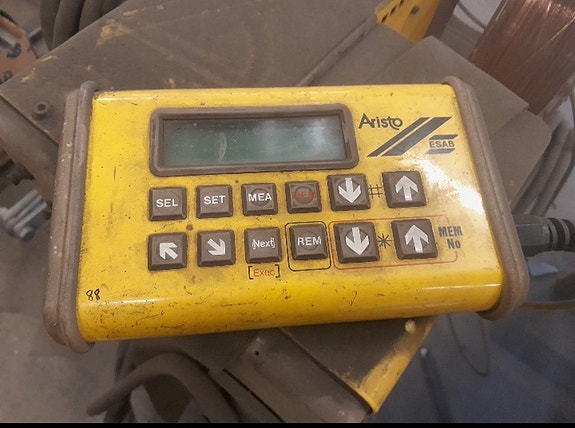 Aristo
ESAB
SEL SET MEA #
Next REM * MEM
No
[Exec]
88